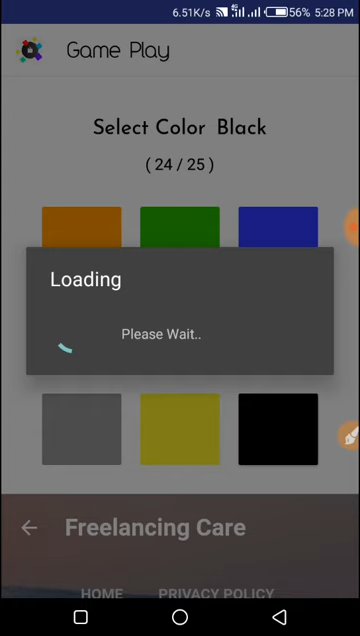 6.51K/s 4G 56% 5:28 PM
Game Play
Select Color Black
( 24 / 25 )
Loading
Please Wait..
Freelancing Care
HOME PRIVACY POLICY